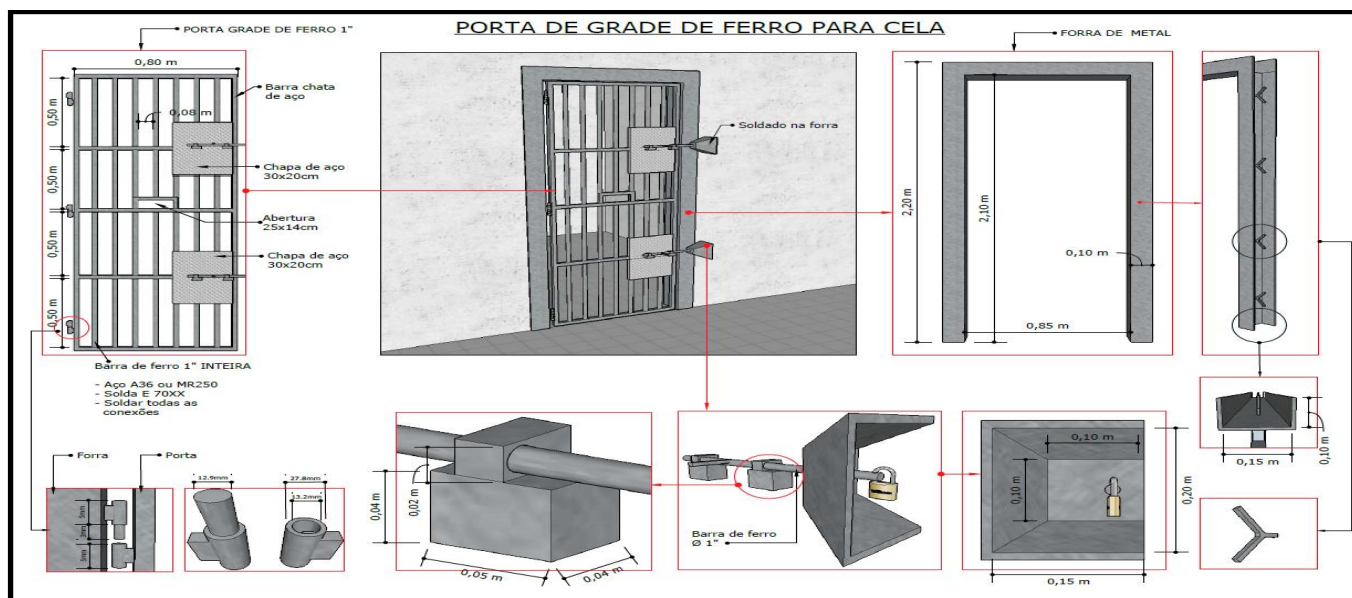 PORTA DE GRADE DE FERRO PARA CELA
PORTA GRADE DE FERRO 1"
0,80 m
Barra chata
de aço
0,08 m
0,50 m
0,50 m
0,50 m
0,50 m
Chapa de aço
30x20cm
Abertura
25x14cm
Chapa de aço
30x20cm
Barra de ferro 1" INTEIRA
- Aço A36 ou MR250
- Solda E 70XX
- Soldar todas as
conexões
Soldado na forra
FORRA DE METAL
2,20 m
2,10 m
0,10 m
0,85 m
0,10 m
0,15 m
Forra
Porta
12.9mm
27.8mm
13.2mm
0,04 m
0,02 m
0,05 m
0,04 m
Barra de ferro
Ø 1"
0,10 m
0,10 m
0,20 m
0,15 m